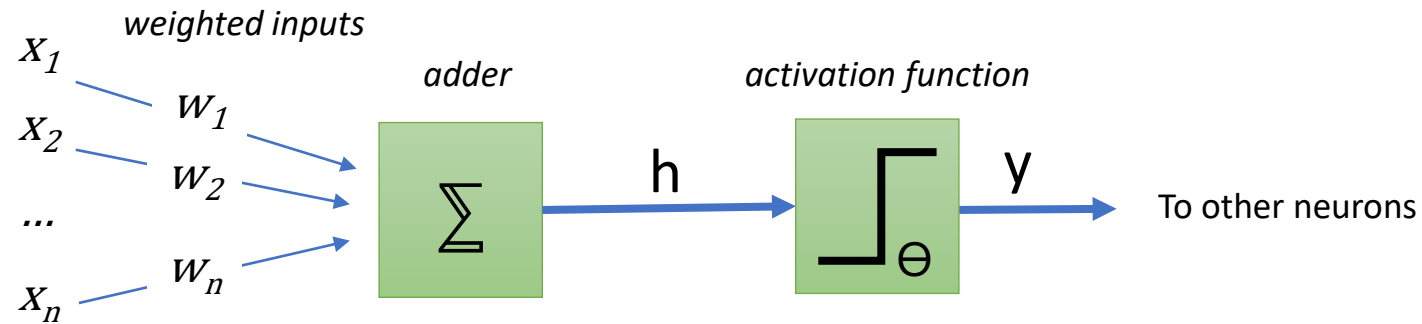 weighted inputs
x1
x2
...
xn
w1
w2
wn
adder
∑
h
activation function
Θ
y
To other neurons